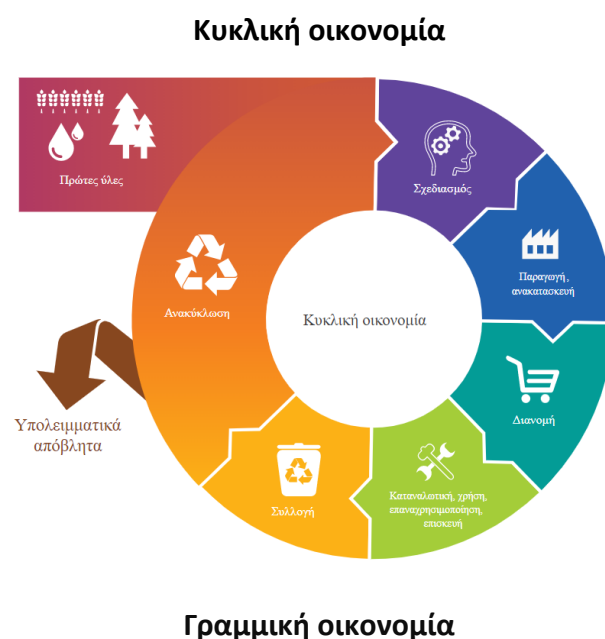 Κυκλική οικονομία
Πρώτες ύλες
Σχεδιασμός
Παραγωγή ,
ανακατασκευή
Ανακύκλωση
Κυκλική οικονομία
Διανομή
Υπολειμματικά
απόβλητα
Καταναλωτική, χρήση,
επαναχρησιμοποίηση,
επισκευή
Συλλογή
Γραμμική οικονομία